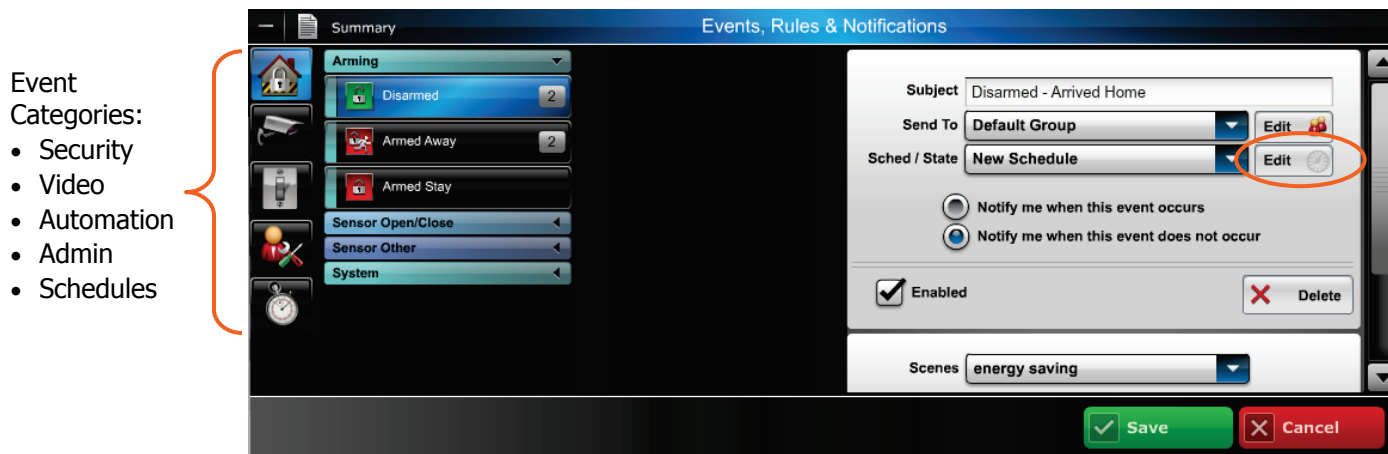 Event
Categories:
• Security
• Video
• Automation
• Admin
• Schedules
Summary
Events, Rules & Notifications
Arming
Disarmed 2
Armed Away 2
Armed Stay
Sensor Open/Close
Sensor Other
System
Subject Disarmed - Arrived Home
Send To Default Group Edit
Sched / State New Schedule Edit
Notify me when this event occurs
Notify me when this event does not occur
Enabled Delete
Scenes energy saving
Save Cancel